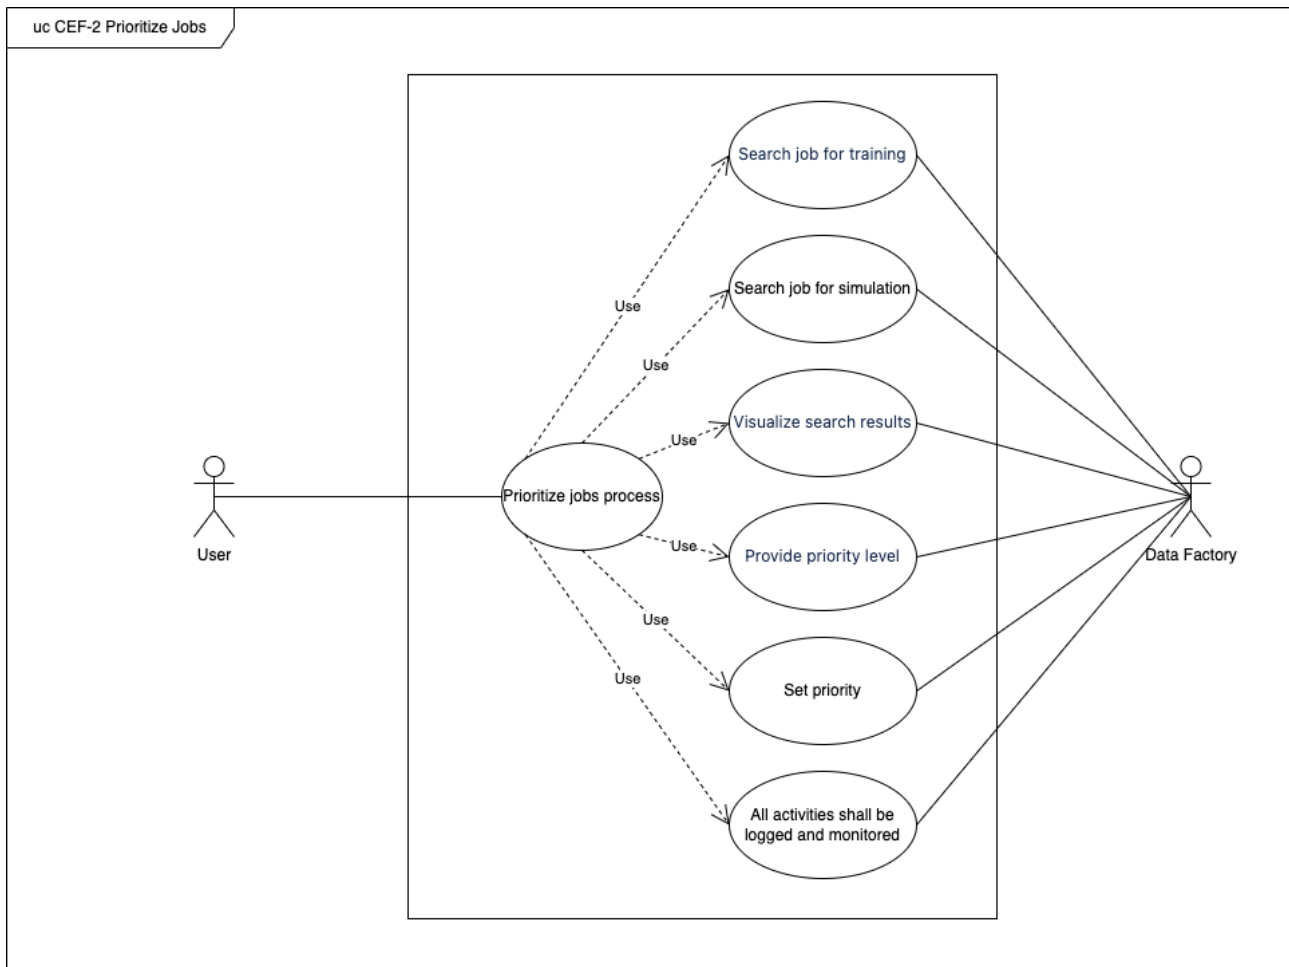 uc CEF-2 Prioritize Jobs
Search job for training
Use
Search job for simulation
Use
Visualize search results
Use
Prioritize jobs process
User
Data Factory
Use
Provide priority level
Use
Set priority
Use
All activities shall be
logged and monitored